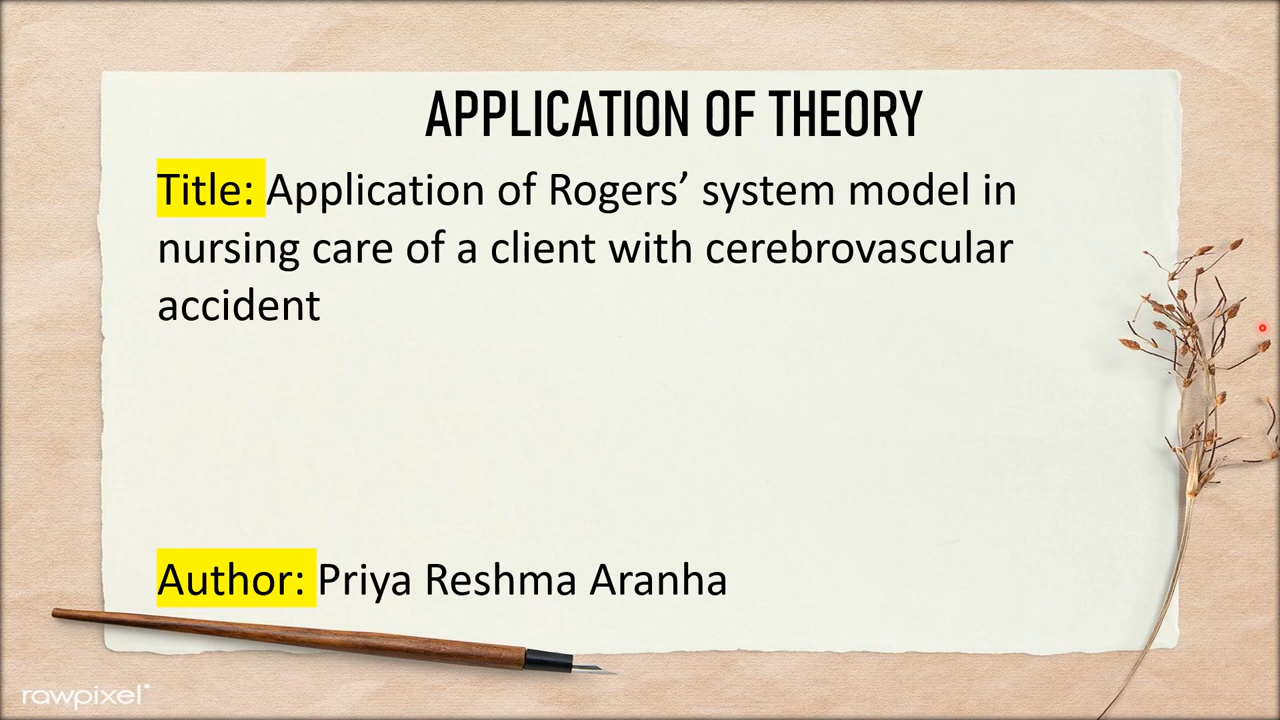 APPLICATION OF THEORY
Title: Application of Rogers’ system model in
nursing care of a client with cerebrovascular
accident
Author: Priya Reshma Aranha
rawpixel